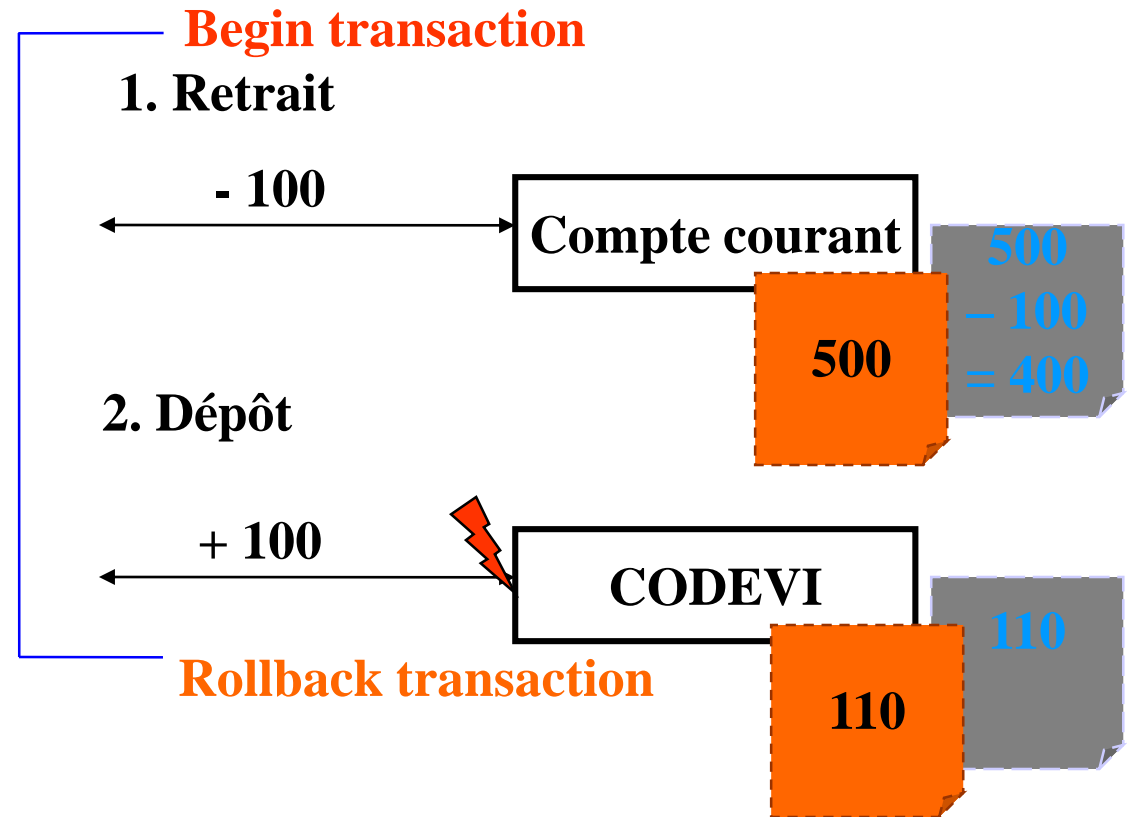 Begin transaction
1. Retrait
- 100
Compte courant
500
– 100
= 400
500
2. Dépôt
+ 100
CODEVI
110
Rollback transaction
110